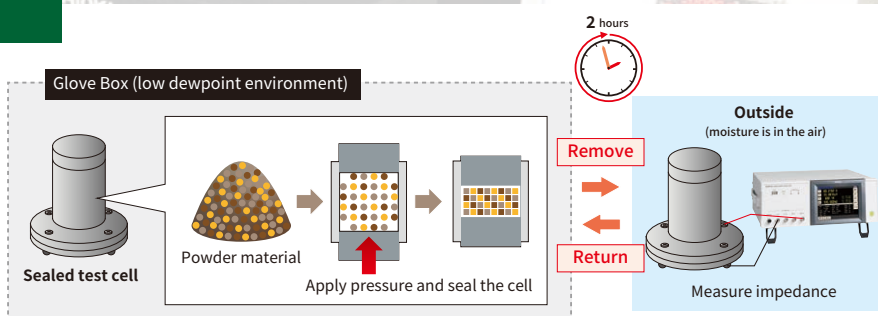 2 hours
Glove Box (low dewpoint environment)
Outside
(moisture is in the air)
Remove
Powder material
Return
Sealed test cell
Apply pressure and seal the cell
Measure impedance